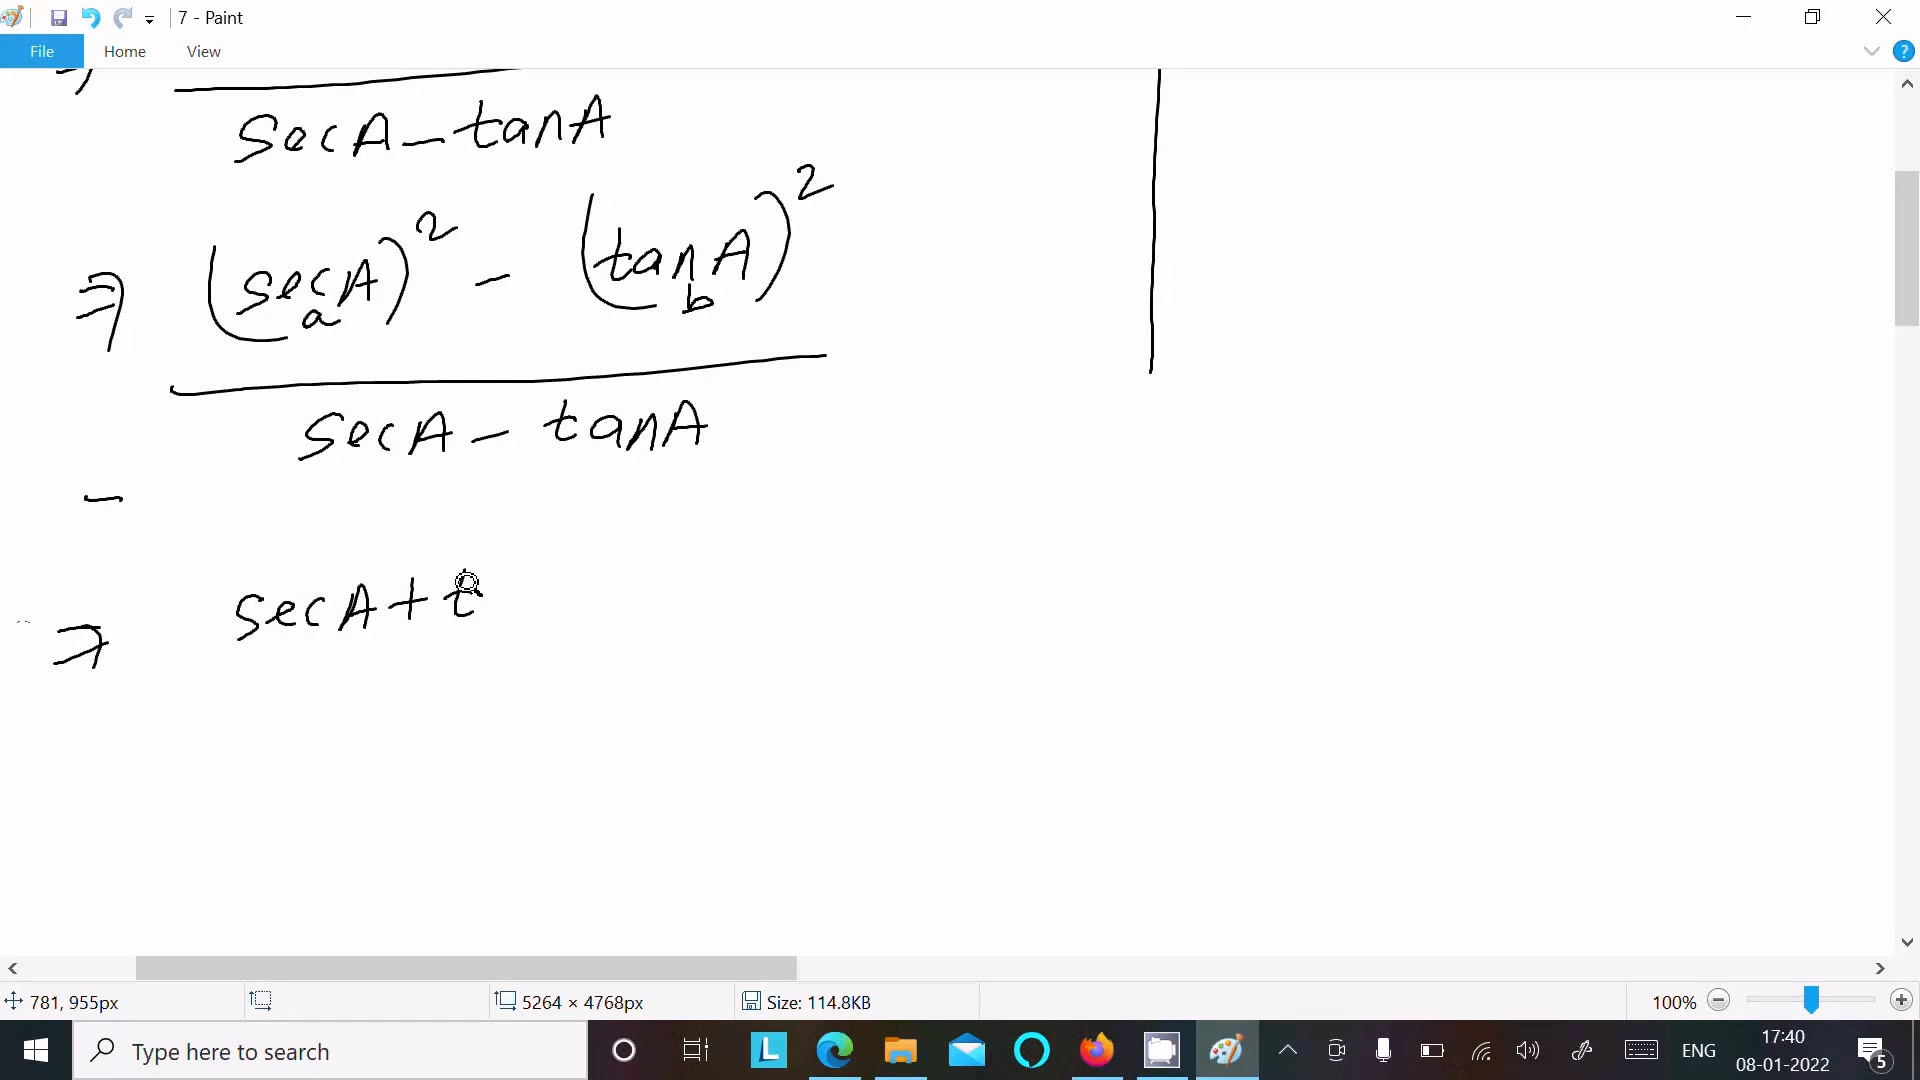 7 - Paint
File Home View
⇒
secA - tanA
⇒ (secA)² - (tanA)²
a b
secA - tanA
-
⇒ secA + t
781, 955px 5264 × 4768px Size: 114.8KB 100%
Type here to search L ENG 17:40
08-01-2022 5